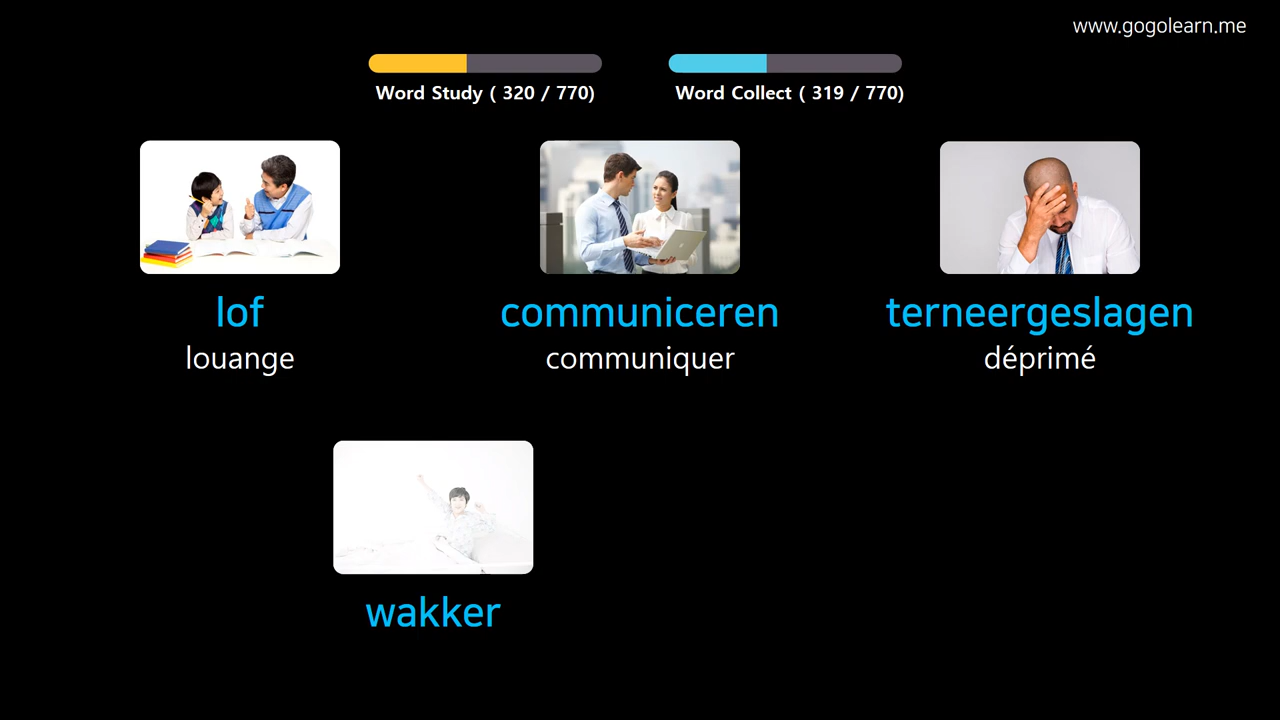 www.gogolearn.me
Word Study ( 320 / 770)
Word Collect ( 319 / 770)
lof
communiceren
terneergeslagen
louange
communiquer
déprimé
wakker